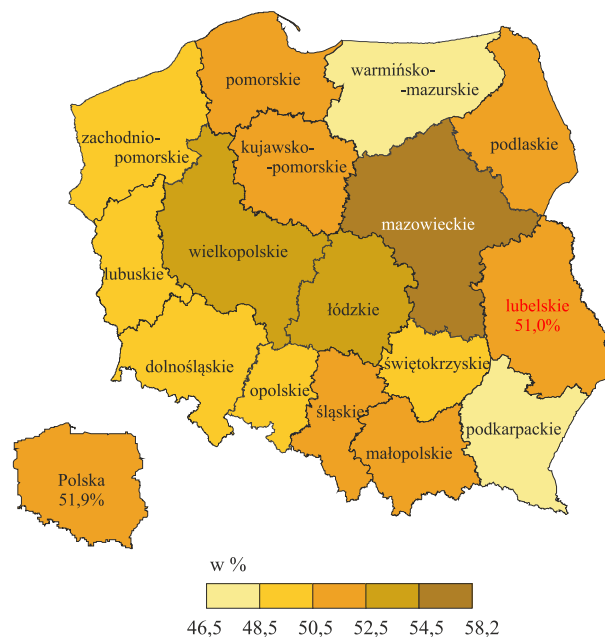 pomorskie
warmińsko-
-mazurskie
zachodnio-
pomorskie
kujawsko-
-pomorskie
podlaskie
mazowieckie
wielkopolskie
lubuskie
łódzkie
lubelskie
51,0%
dolnośląskie
świętokrzyskie
opolskie
śląskie
podkarpackie
małopolskie
Polska
51,9%
w %
46,5 48,5 50,5 52,5 54,5 58,2